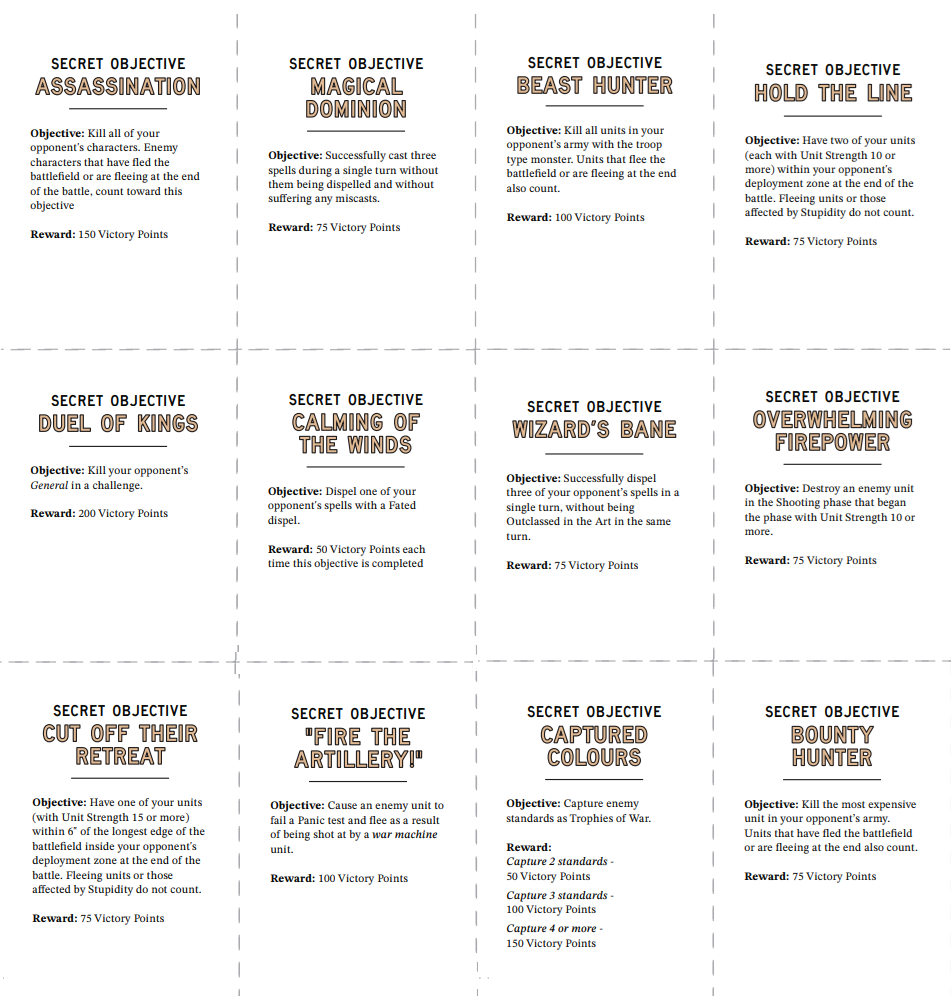 SECRET OBJECTIVE
ASSASSINATION
Objective: Kill all of your
opponent's characters. Enemy
characters that have fled the
battlefield or are fleeing at the end
of the battle, count toward this
objective
Reward: 150 Victory Points
SECRET OBJECTIVE
MAGICAL
DOMINION
Objective: Successfully cast three
spells during a single turn without
them being dispelled and without
suffering any miscasts.
Reward: 75 Victory Points
SECRET OBJECTIVE
BEAST HUNTER
Objective: Kill all units in your
opponent's army with the troop
type monster. Units that flee the
battlefield or are fleeing at the end
also count.
Reward: 100 Victory Points
SECRET OBJECTIVE
HOLD THE LINE
Objective: Have two of your units
(each with Unit Strength 10 or
more) within your opponent's
deployment zone at the end of the
battle. Fleeing units or those
affected by Stupidity do not count.
Reward: 75 Victory Points
SECRET OBJECTIVE
DUEL OF KINGS
Objective: Kill your opponent's
General in a challenge.
Reward: 200 Victory Points
SECRET OBJECTIVE
CALMING OF
THE WINDS
Objective: Dispel one of your
opponent's spells with a Fated
dispel.
Reward: 50 Victory Points each
time this objective is completed
SECRET OBJECTIVE
WIZARD'S BANE
Objective: Successfully dispel
three of your opponent's spells in a
single turn, without being
Outclassed in the Art in the same
turn.
Reward: 75 Victory Points
SECRET OBJECTIVE
OVERWHELMING
FIREPOWER
Objective: Destroy an enemy unit
in the Shooting phase that began
the phase with Unit Strength 10 or
more.
Reward: 75 Victory Points
SECRET OBJECTIVE
CUT OFF THEIR
RETREAT
Objective: Have one of your units
(with Unit Strength 15 or more)
within 6" of the longest edge of the
battlefield inside your opponent's
deployment zone at the end of the
battle. Fleeing units or those
affected by Stupidity do not count.
Reward: 75 Victory Points
SECRET OBJECTIVE
"FIRE THE
ARTILLERY!"
Objective: Cause an enemy unit to
fail a Panic test and flee as a result
of being shot at by a war machine
unit.
Reward: 100 Victory Points
SECRET OBJECTIVE
CAPTURED
COLOURS
Objective: Capture enemy
standards as Trophies of War.
Reward:
Capture 2 standards -
50 Victory Points
Capture 3 standards -
100 Victory Points
Capture 4 or more -
150 Victory Points
SECRET OBJECTIVE
BOUNTY
HUNTER
Objective: Kill the most expensive
unit in your opponent's army.
Units that have fled the battlefield
or are fleeing at the end also count.
Reward: 75 Victory Points